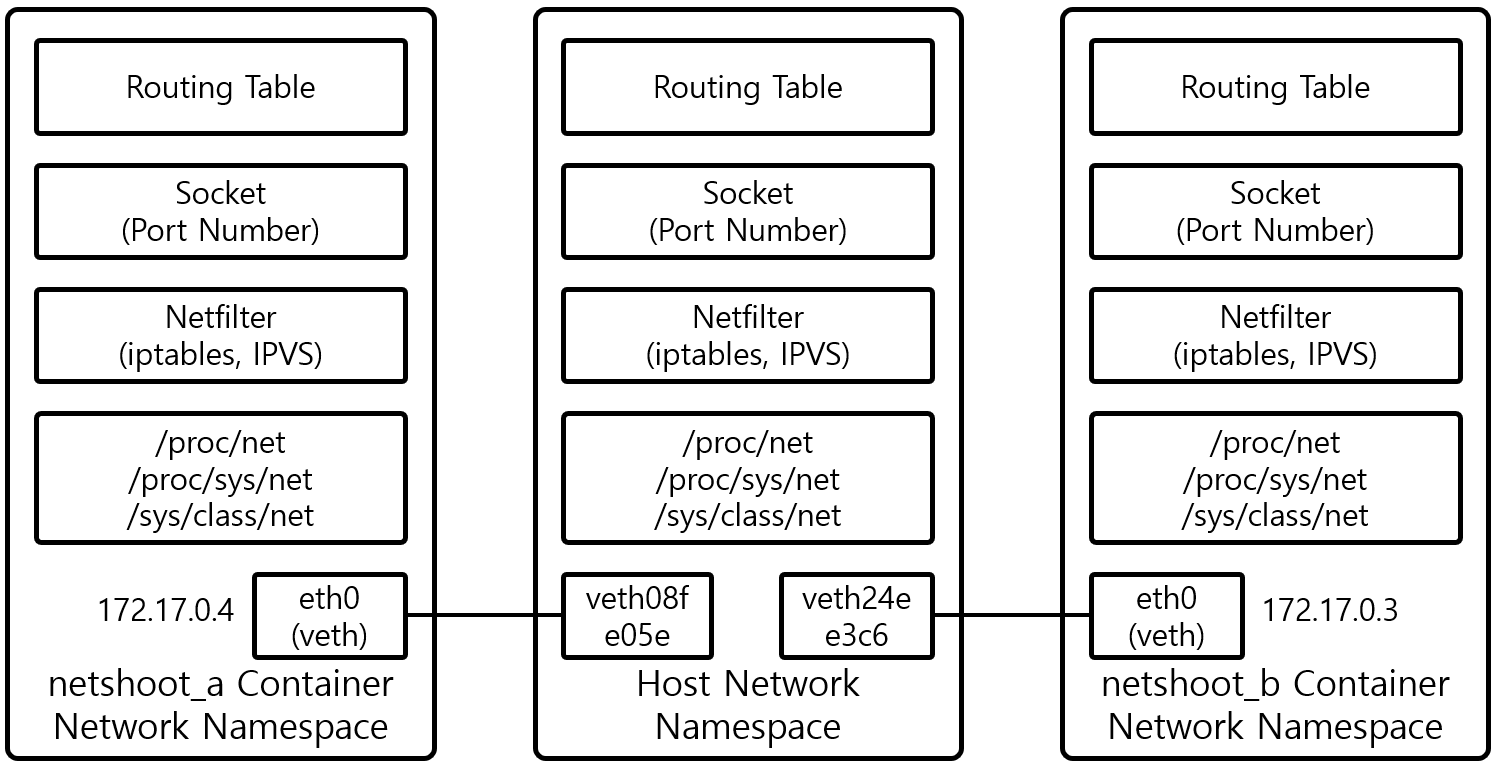 Routing Table
Socket
(Port Number)
Netfilter
(iptables, IPVS)
/proc/net
/proc/sys/net
/sys/class/net
172.17.0.4
eth0
(veth)
netshoot_a Container
Network Namespace
Routing Table
Socket
(Port Number)
Netfilter
(iptables, IPVS)
/proc/net
/proc/sys/net
/sys/class/net
veth08f
e05e
veth24e
e3c6
Host Network
Namespace
Routing Table
Socket
(Port Number)
Netfilter
(iptables, IPVS)
/proc/net
/proc/sys/net
/sys/class/net
eth0
(veth)
172.17.0.3
netshoot_b Container
Network Namespace